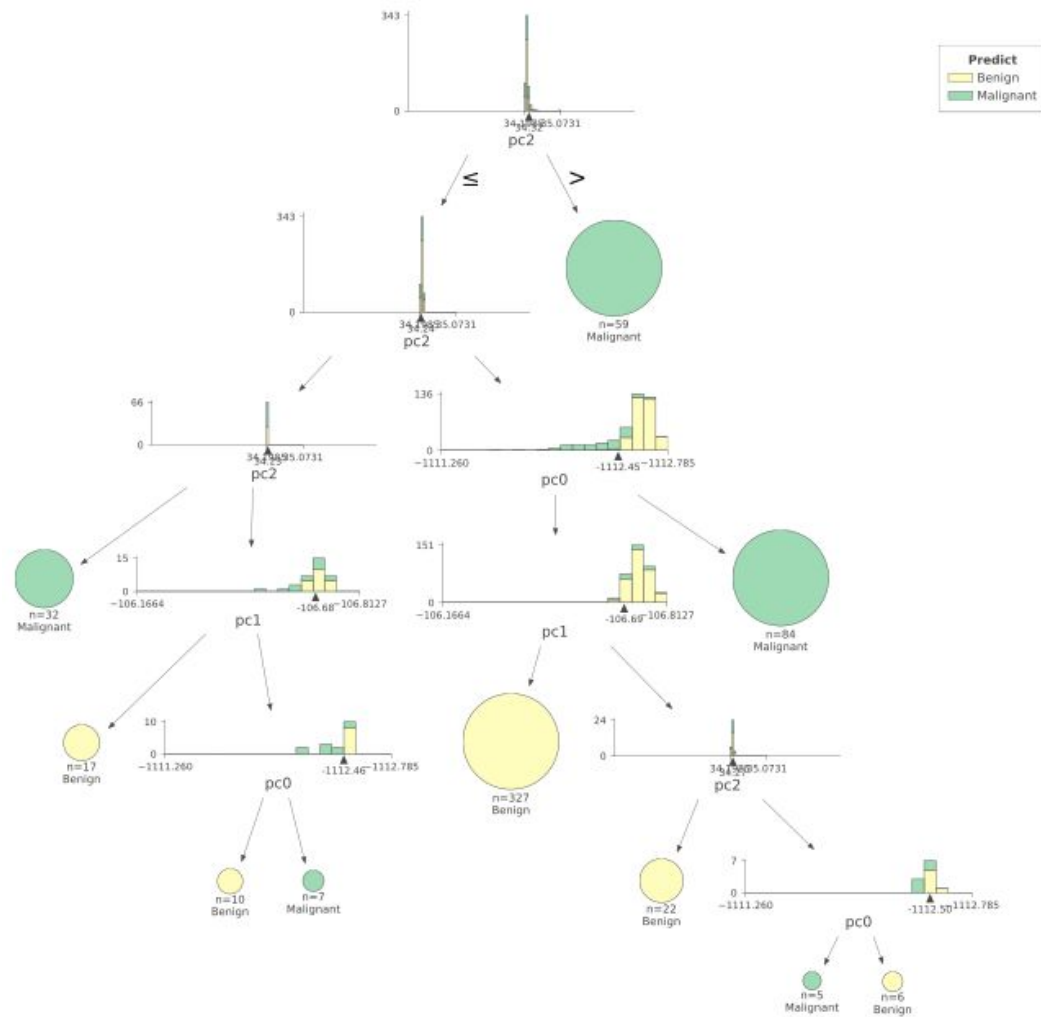 343
0
34.32
pc2
Predict
Benign
Malignant
≤
>
343
0
34.24
pc2
n=59
Malignant
66
0
pc2
136
0
−1111.260
-1112.45
−1112.785
pc0
n=32
Malignant
15
0
−106.1664
-106.68
−106.8127
pc1
151
0
−106.1664
-106.69
−106.8127
pc1
n=84
Malignant
n=17
Benign
10
0
−1111.260
-1112.46
−1112.785
pc0
n=327
Benign
24
0
pc2
n=10
Benign
n=7
Malignant
n=22
Benign
7
0
−1111.260
-1112.50
−1112.785
pc0
n=5
Malignant
n=6
Benign